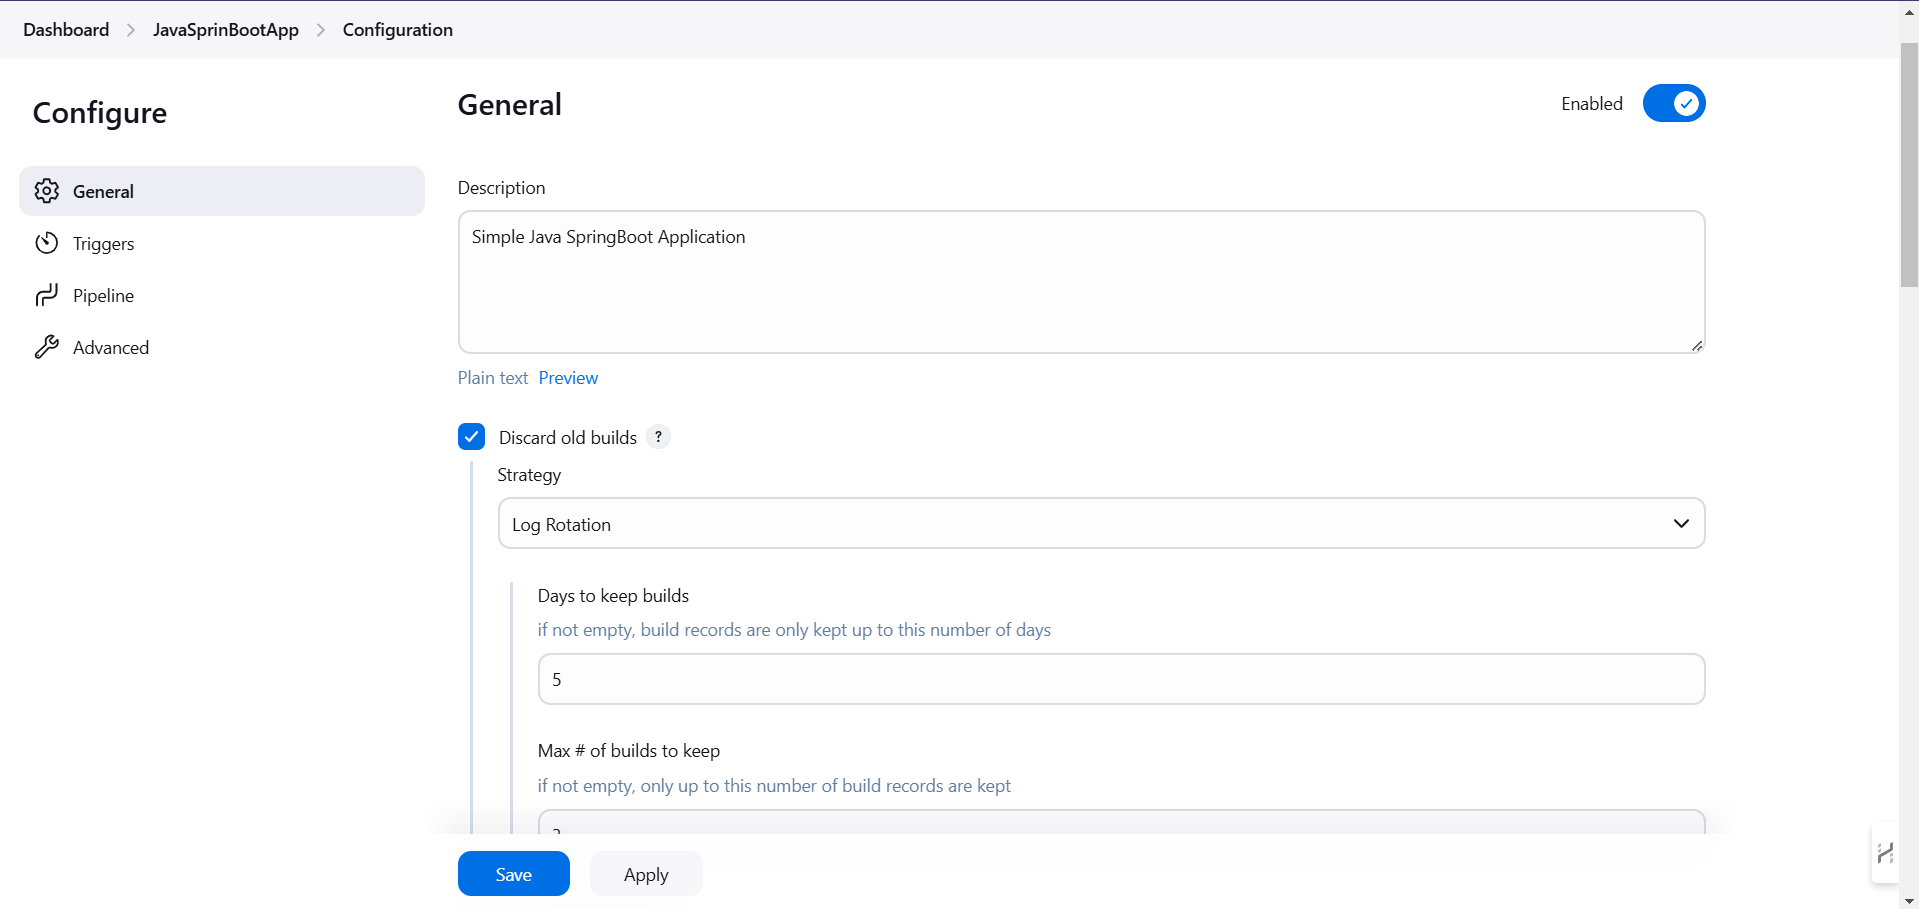 Dashboard > JavaSprinBootApp > Configuration
Configure
General
Triggers
Pipeline
Advanced
General
Enabled
Description
Simple Java SpringBoot Application
Plain text Preview
Discard old builds ?
Strategy
Log Rotation
Days to keep builds
if not empty, build records are only kept up to this number of days
5
Max # of builds to keep
if not empty, only up to this number of build records are kept
Save Apply